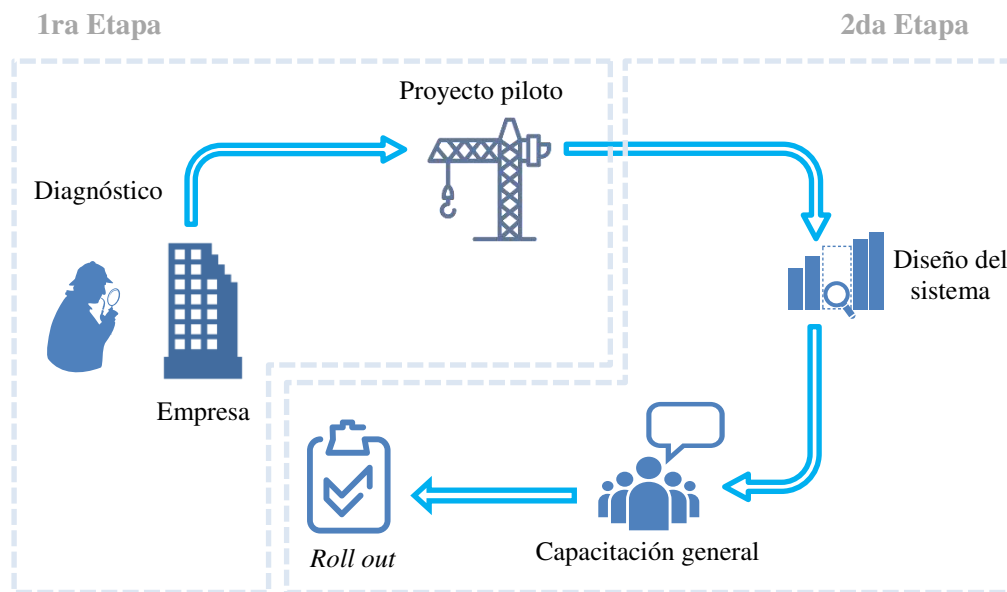 1ra Etapa
2da Etapa
Proyecto piloto
Diagnóstico
Diseño del
sistema
Empresa
Capacitación general
Roll out